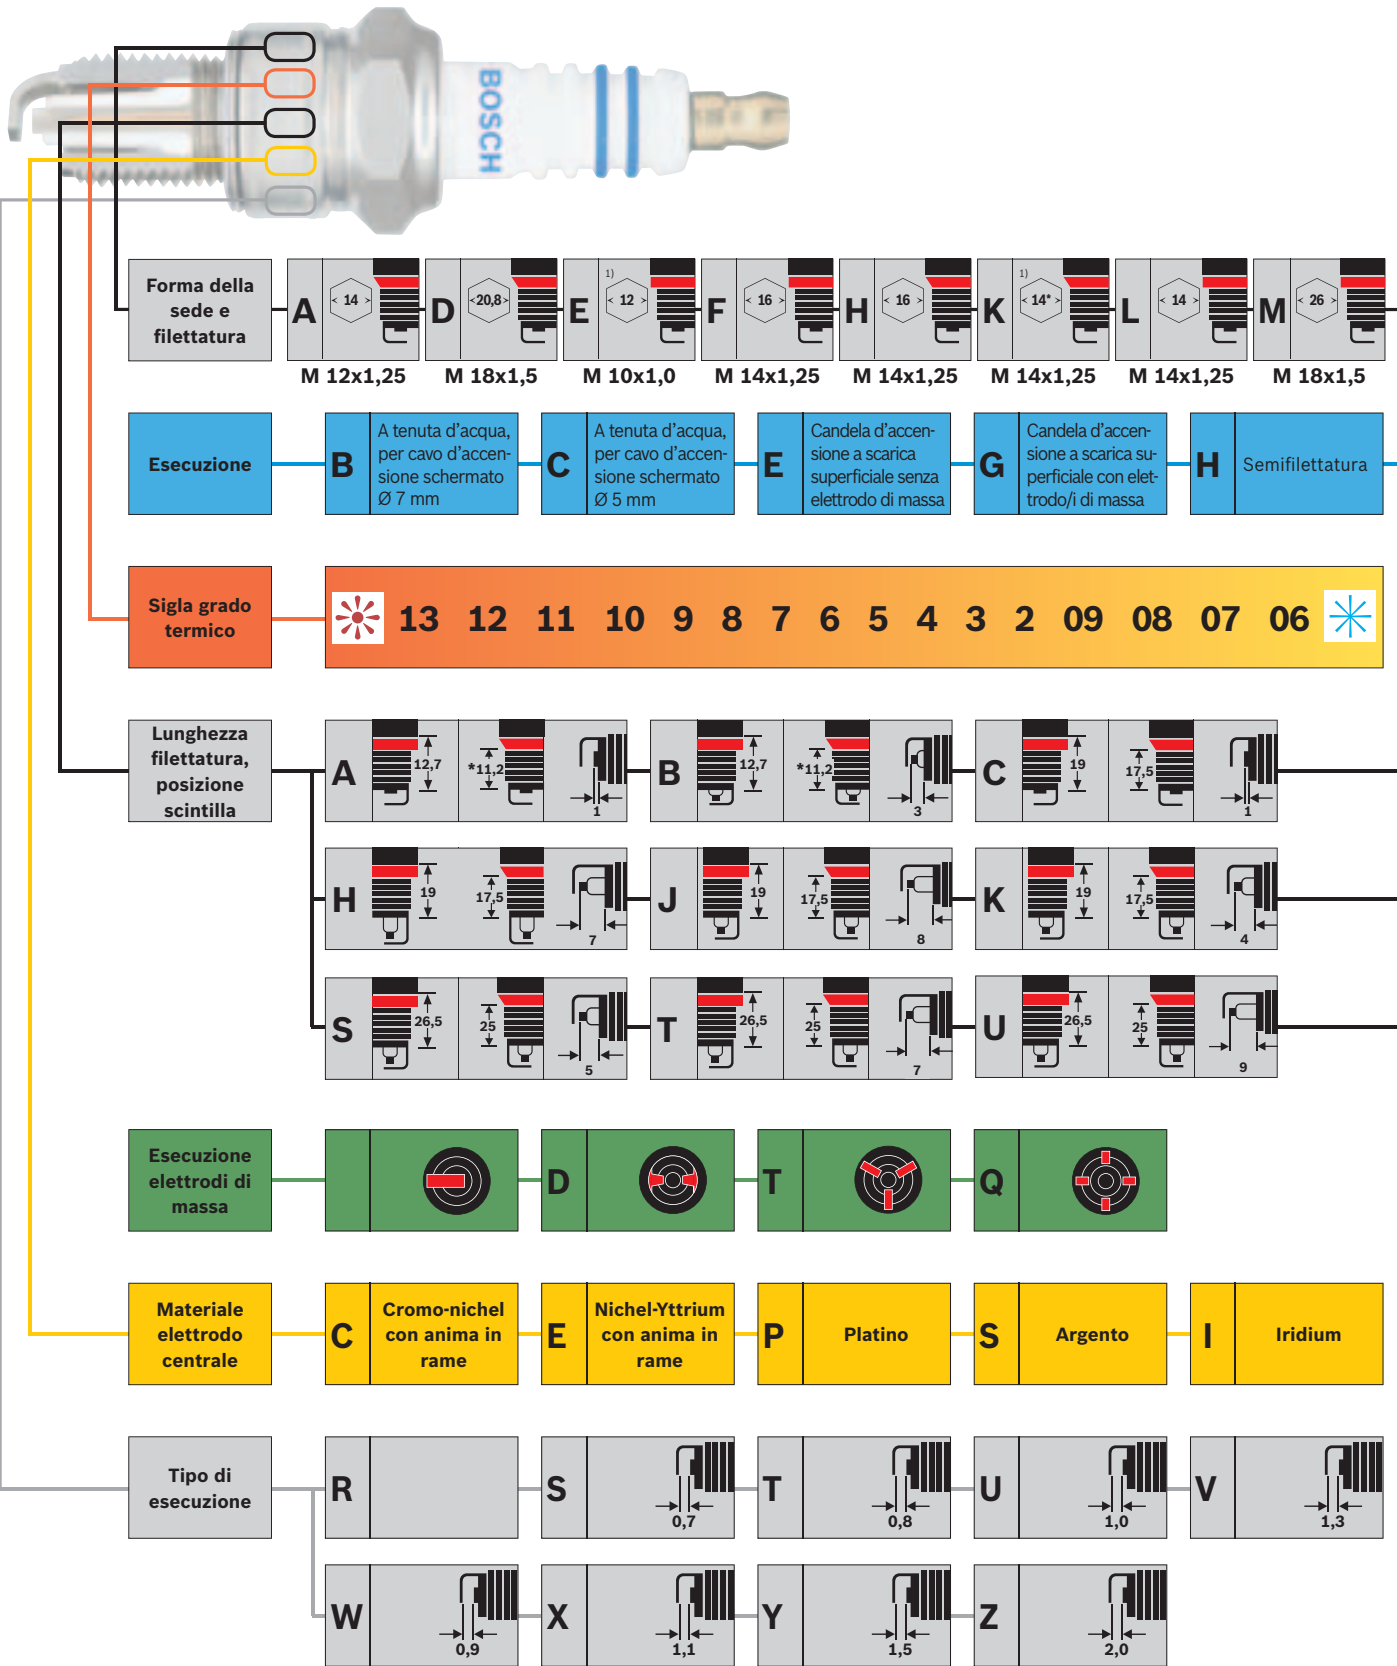 BOSCH
Forma della
sede e
filettatura
A < 14 > D < 20,8 > E 1) < 12 > F < 16 > H < 16 > K 1) < 14* > L < 14 > M < 26 >
M 12x1,25 M 18x1,5 M 10x1,0 M 14x1,25 M 14x1,25 M 14x1,25 M 14x1,25 M 18x1,5
Esecuzione
B
A tenuta d'acqua,
per cavo d'accen-
sione schermato
Ø 7 mm
C
A tenuta d'acqua,
per cavo d'accen-
sione schermato
Ø 5 mm
E
Candela d'accen-
sione a scarica
superficiale senza
elettrodo di massa
G
Candela d'accen-
sione a scarica su-
perficiale con elet-
trodo/i di massa
H
Semifilettatura
Sigla grado
termico
13 12 11 10 9 8 7 6 5 4 3 2 09 08 07 06
Lunghezza
filettatura,
posizione
scintilla
A 12,7 *11,2 1
B 12,7 *11,2 3
C 19 17,5 1
H 19 17,5 7
J 19 17,5 8
K 19 17,5 4
S 26,5 25 5
T 26,5 25 7
U 26,5 25 9
Esecuzione
elettrodi di
massa
D T Q
Materiale
elettrodo
centrale
C
Cromo-nichel
con anima in
rame
E
Nichel-Yttrium
con anima in
rame
P
Platino
S
Argento
I
Iridium
Tipo di
esecuzione
R
S 0,7
T 0,8
U 1,0
V 1,3
W 0,9
X 1,1
Y 1,5
Z 2,0